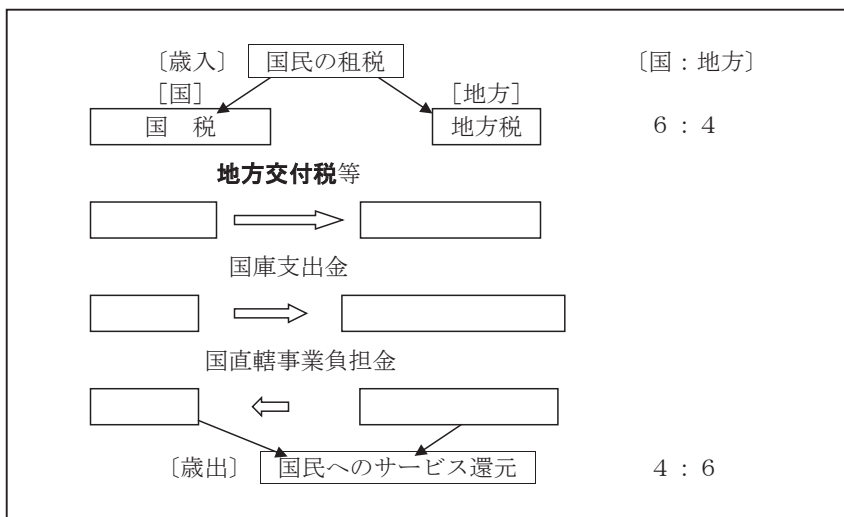 〔歳入〕 国民の租税 〔国：地方〕
［国］ ［地方］
国 税 地方税 ６：４
地方交付税等
国庫支出金
国直轄事業負担金
〔歳出〕 国民へのサービス還元 ４：６